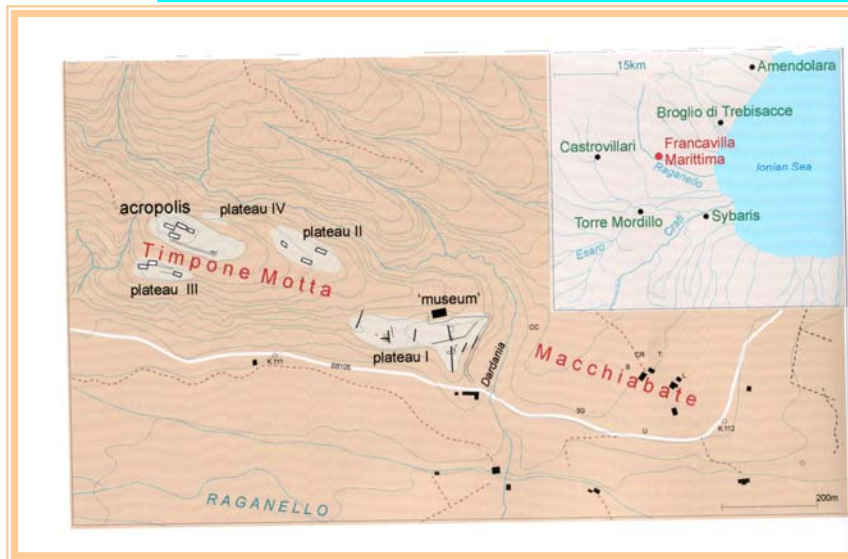 15km
Amendolara
Broglio di Trebisacce
Castrovillari
Francavilla
Marittima
Raganello
Ionian Sea
Torre Mordillo
Crati
Sybaris
Esaro
acropolis
plateau IV
plateau II
Timpone Motta
plateau III
'museum'
plateau I
Dardania
Macchiabate
CC
CR
T
S
L
K.111
SS105
SG
U
K.112
RAGANELLO
200m